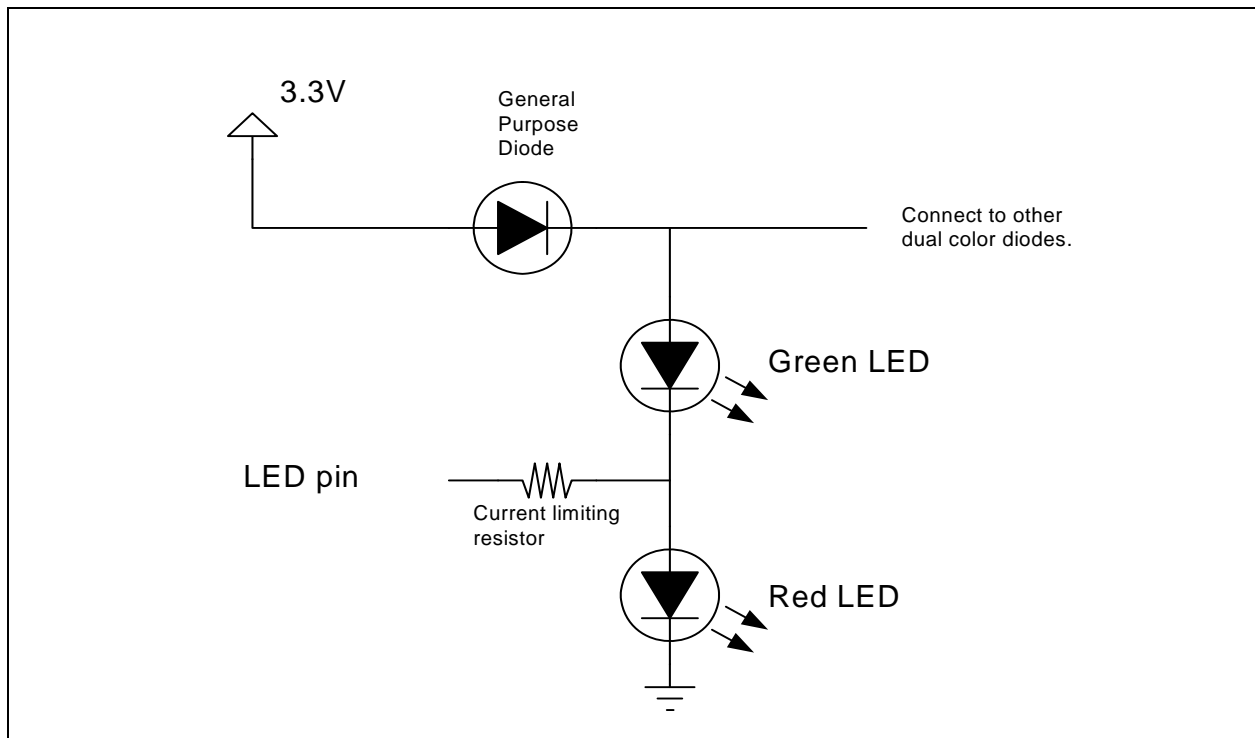 3.3V
General
Purpose
Diode
Connect to other
dual color diodes.
Green LED
LED pin
Current limiting
resistor
Red LED